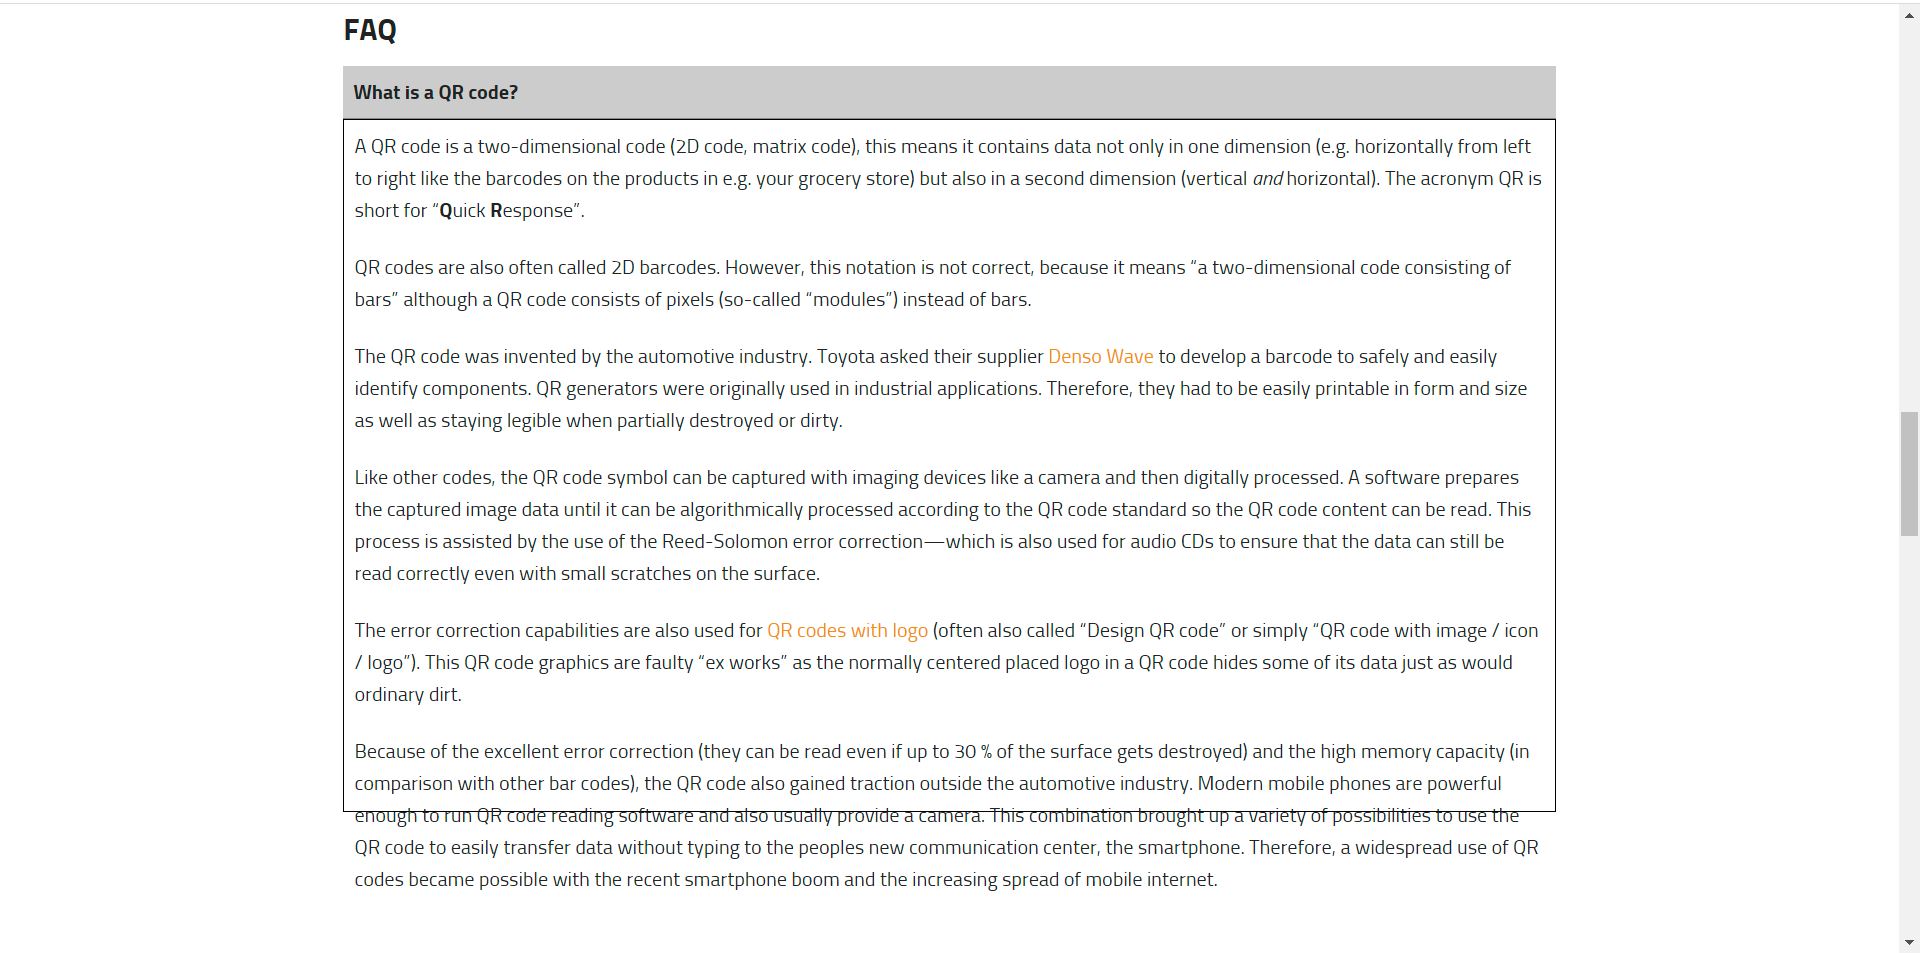 FAQ
What is a QR code?
A QR code is a two-dimensional code (2D code, matrix code), this means it contains data not only in one dimension (e.g. horizontally from left
to right like the barcodes on the products in e.g. your grocery store) but also in a second dimension (vertical and horizontal). The acronym QR is
short for “Quick Response”.
QR codes are also often called 2D barcodes. However, this notation is not correct, because it means “a two-dimensional code consisting of
bars” although a QR code consists of pixels (so-called “modules”) instead of bars.
The QR code was invented by the automotive industry. Toyota asked their supplier Denso Wave to develop a barcode to safely and easily
identify components. QR generators were originally used in industrial applications. Therefore, they had to be easily printable in form and size
as well as staying legible when partially destroyed or dirty.
Like other codes, the QR code symbol can be captured with imaging devices like a camera and then digitally processed. A software prepares
the captured image data until it can be algorithmically processed according to the QR code standard so the QR code content can be read. This
process is assisted by the use of the Reed-Solomon error correction—which is also used for audio CDs to ensure that the data can still be
read correctly even with small scratches on the surface.
The error correction capabilities are also used for QR codes with logo (often also called “Design QR code” or simply “QR code with image / icon
/ logo”). This QR code graphics are faulty “ex works” as the normally centered placed logo in a QR code hides some of its data just as would
ordinary dirt.
Because of the excellent error correction (they can be read even if up to 30 % of the surface gets destroyed) and the high memory capacity (in
comparison with other bar codes), the QR code also gained traction outside the automotive industry. Modern mobile phones are powerful
enough to run QR code reading software and also usually provide a camera. This combination brought up a variety of possibilities to use the
QR code to easily transfer data without typing to the peoples new communication center, the smartphone. Therefore, a widespread use of QR
codes became possible with the recent smartphone boom and the increasing spread of mobile internet.